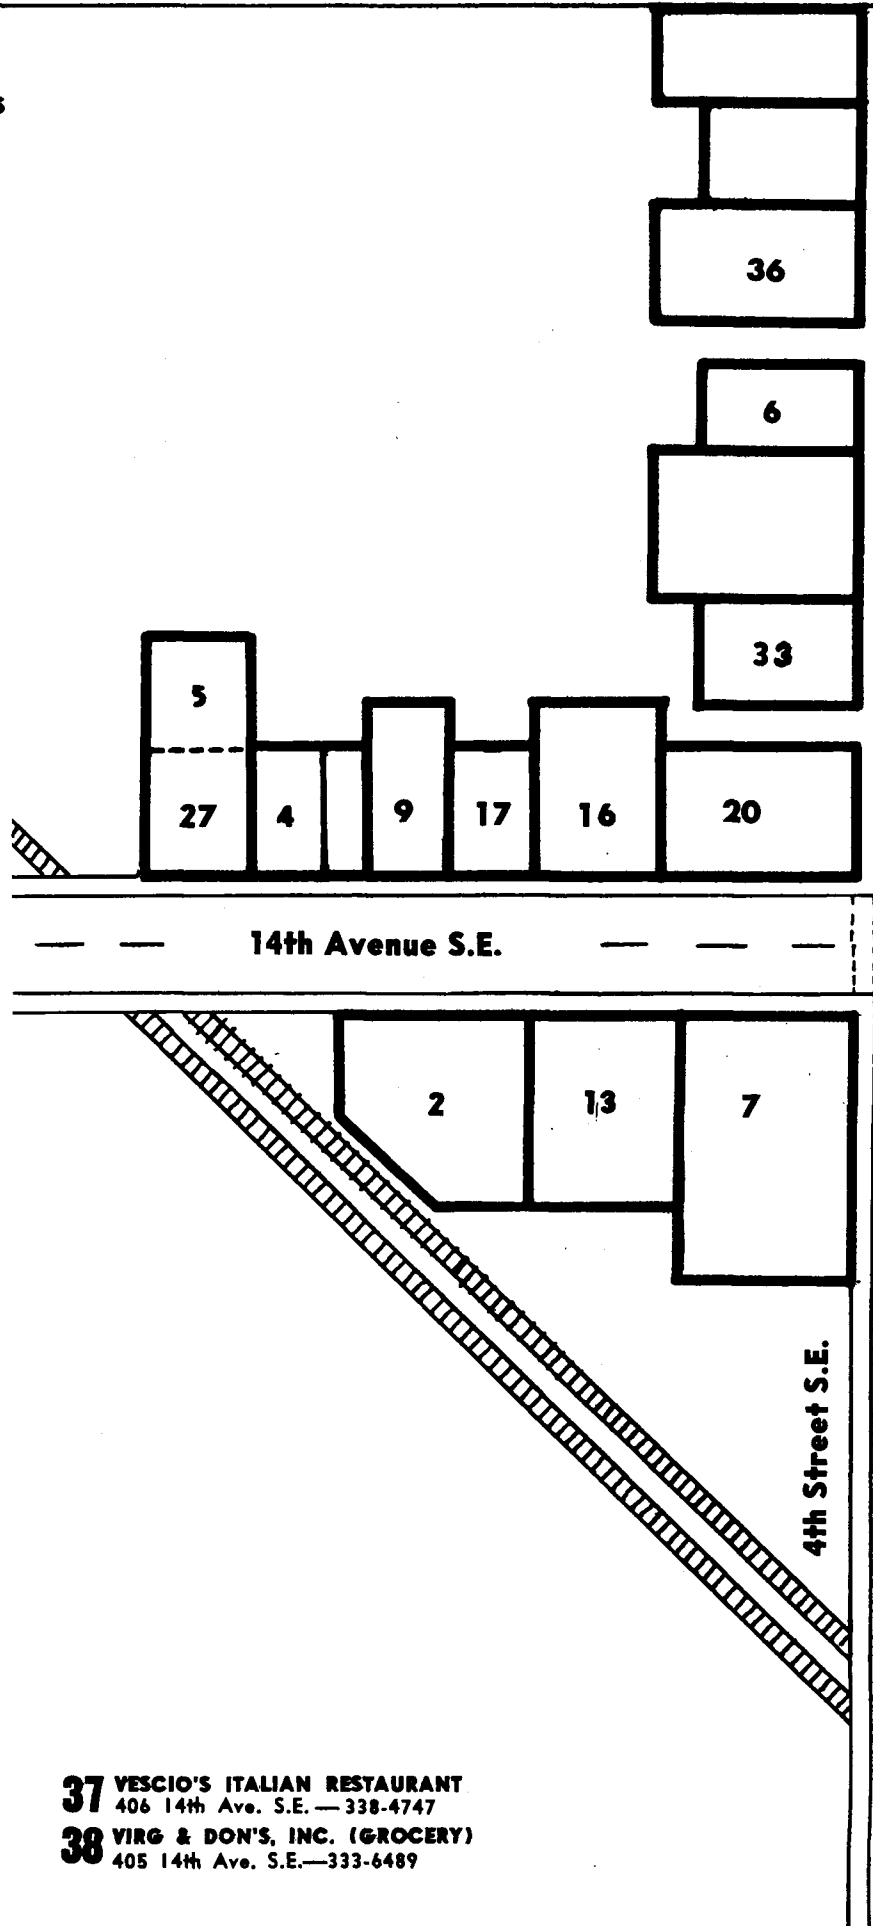 s
36
6
33
5
27
4
9
17
16
20
14th Avenue S.E.
2
13
7
4th Street S.E.
37 VESCIO'S ITALIAN RESTAURANT
406 14th Ave. S.E. — 338-4747
38 VIRG & DON'S, INC. (GROCERY)
405 14th Ave. S.E.—333-6489